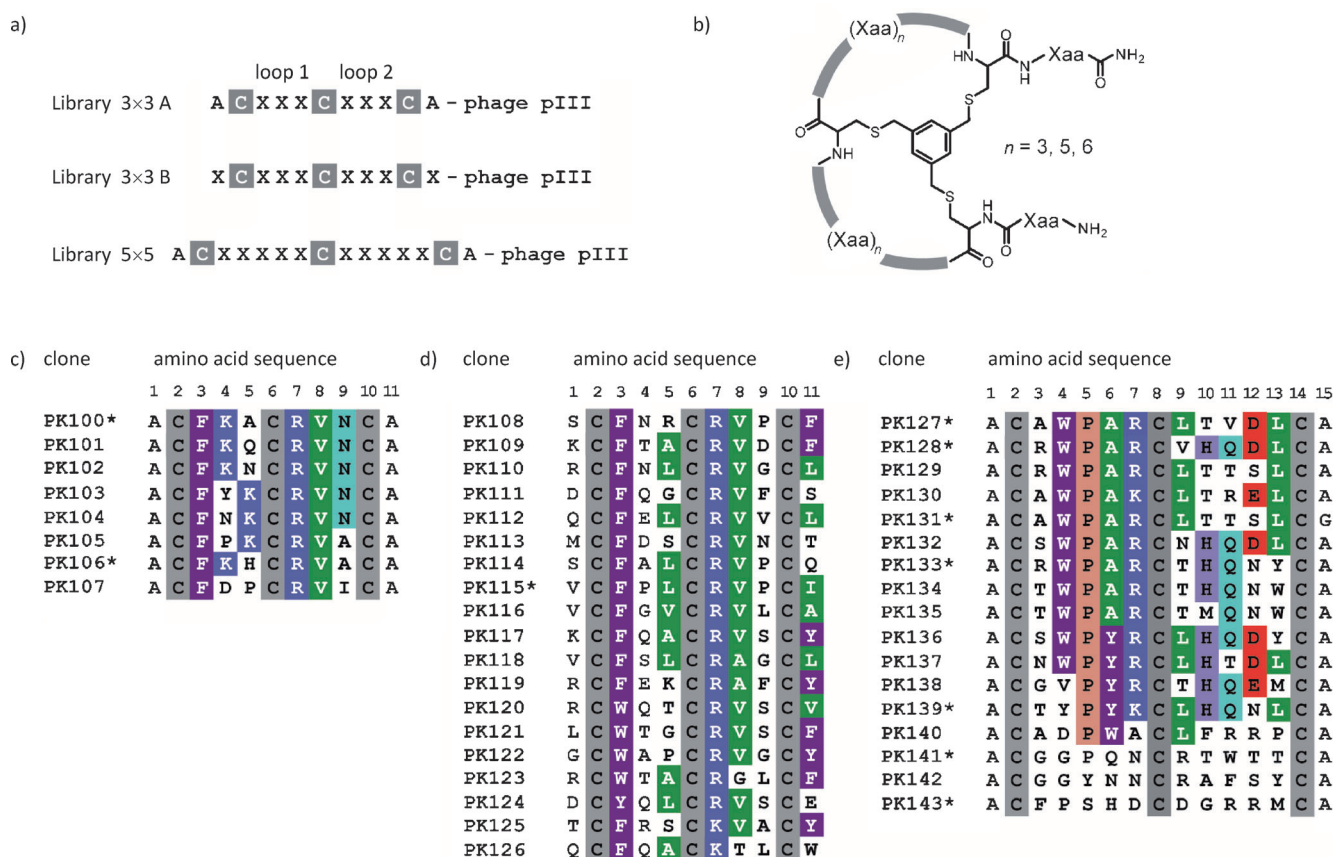 a)
loop 1 loop 2
Library 3×3 A A C X X X C X X X C A – phage pIII
Library 3×3 B X C X X X C X X X C X – phage pIII
Library 5×5 A C X X X X X C X X X X X C A – phage pIII
b)
(Xaa)n
O
NH
O
N
H
Xaa
NH2
O
S
S
O
NH
n = 3, 5, 6
S
H
N
Xaa
NH2
O
(Xaa)n
O
c) clone amino acid sequence
1 2 3 4 5 6 7 8 9 10 11
PK100* A C F K A C R V N C A
PK101 A C F K Q C R V N C A
PK102 A C F K N C R V N C A
PK103 A C F Y K C R V N C A
PK104 A C F N K C R V N C A
PK105 A C F P K C R V A C A
PK106* A C F K H C R V A C A
PK107 A C F D P C R V I C A
d) clone amino acid sequence
1 2 3 4 5 6 7 8 9 10 11
PK108 S C F N R C R V P C F
PK109 K C F T A C R V D C F
PK110 R C F N L C R V G C L
PK111 D C F Q G C R V F C S
PK112 Q C F E L C R V V C L
PK113 M C F D S C R V N C T
PK114 S C F A L C R V P C Q
PK115* V C F P L C R V P C I
PK116 V C F G V C R V L C A
PK117 K C F Q A C R V S C Y
PK118 V C F S L C R A G C L
PK119 R C F E K C R A F C Y
PK120 R C W Q T C R V S C V
PK121 L C W T G C R V S C F
PK122 G C W A P C R V G C Y
PK123 R C W T A C R G L C F
PK124 D C Y Q L C R V S C E
PK125 T C F R S C K V A C Y
PK126 Q C F Q A C K T L C W
e) clone amino acid sequence
1 2 3 4 5 6 7 8 9 10 11 12 13 14 15
PK127* A C A W P A R C L T V D L C A
PK128* A C R W P A R C V H Q D L C A
PK129 A C R W P A R C L T T S L C A
PK130 A C A W P A K C L T R E L C A
PK131* A C A W P A R C L T T S L C G
PK132 A C S W P A R C N H Q D L C A
PK133* A C R W P A R C T H Q N Y C A
PK134 A C T W P A R C T H Q N W C A
PK135 A C T W P A R C T M Q N W C A
PK136 A C S W P Y R C L H Q D Y C A
PK137 A C N W P Y R C L H T D L C A
PK138 A C G V P Y R C T H Q E M C A
PK139* A C T Y P Y K C L H Q N L C A
PK140 A C A D P W A C L F R R P C A
PK141* A C G G P Q N C R T W T T C A
PK142 A C G G Y N N C R A F S Y C A
PK143* A C F P S H D C D G R R M C A